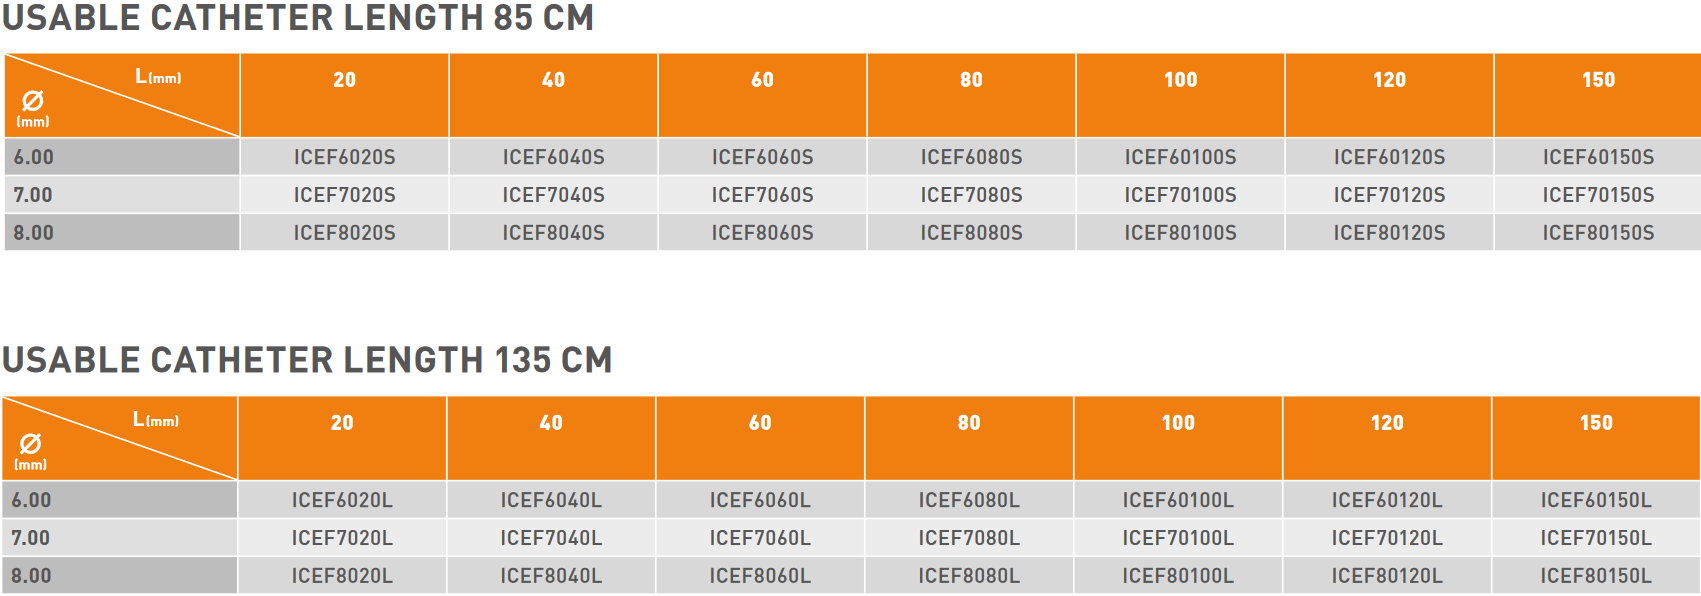 USABLE CATHETER LENGTH 85 CM
L(mm) 20 40 60 80 100 120 150
Ø
(mm)
6.00 ICEF6020S ICEF6040S ICEF6060S ICEF6080S ICEF60100S ICEF60120S ICEF60150S
7.00 ICEF7020S ICEF7040S ICEF7060S ICEF7080S ICEF70100S ICEF70120S ICEF70150S
8.00 ICEF8020S ICEF8040S ICEF8060S ICEF8080S ICEF80100S ICEF80120S ICEF80150S
USABLE CATHETER LENGTH 135 CM
L(mm) 20 40 60 80 100 120 150
Ø
(mm)
6.00 ICEF6020L ICEF6040L ICEF6060L ICEF6080L ICEF60100L ICEF60120L ICEF60150L
7.00 ICEF7020L ICEF7040L ICEF7060L ICEF7080L ICEF70100L ICEF70120L ICEF70150L
8.00 ICEF8020L ICEF8040L ICEF8060L ICEF8080L ICEF80100L ICEF80120L ICEF80150L